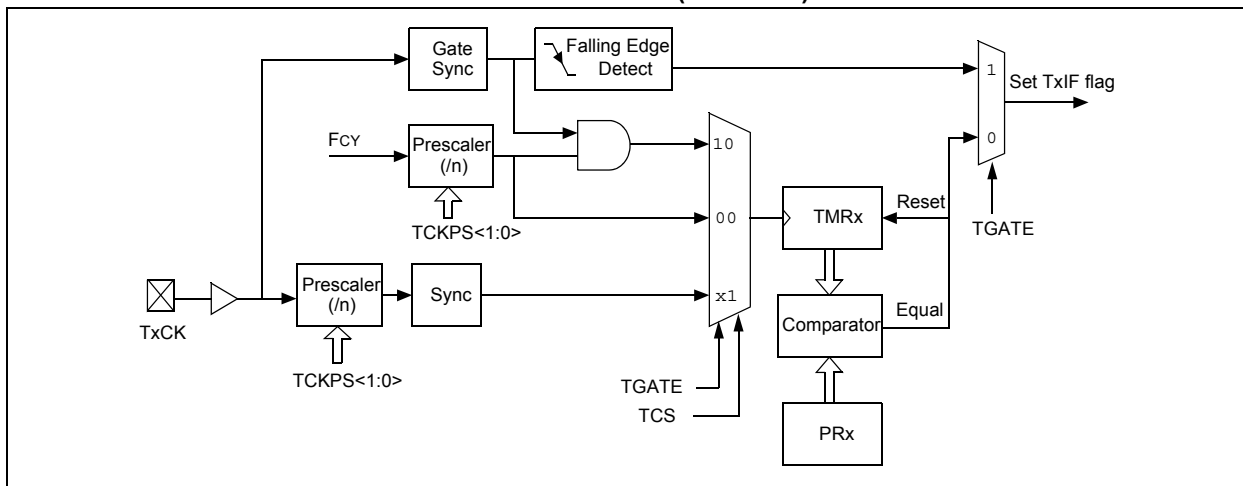 Gate
Sync
Falling Edge
Detect
1
Set TxIF flag
0
FCY
Prescaler
(/n)
10
TCKPS<1:0>
00
TMRx
Reset
TGATE
TxCK
Prescaler
(/n)
Sync
x1
Comparator
Equal
TCKPS<1:0>
TGATE
TCS
PRx